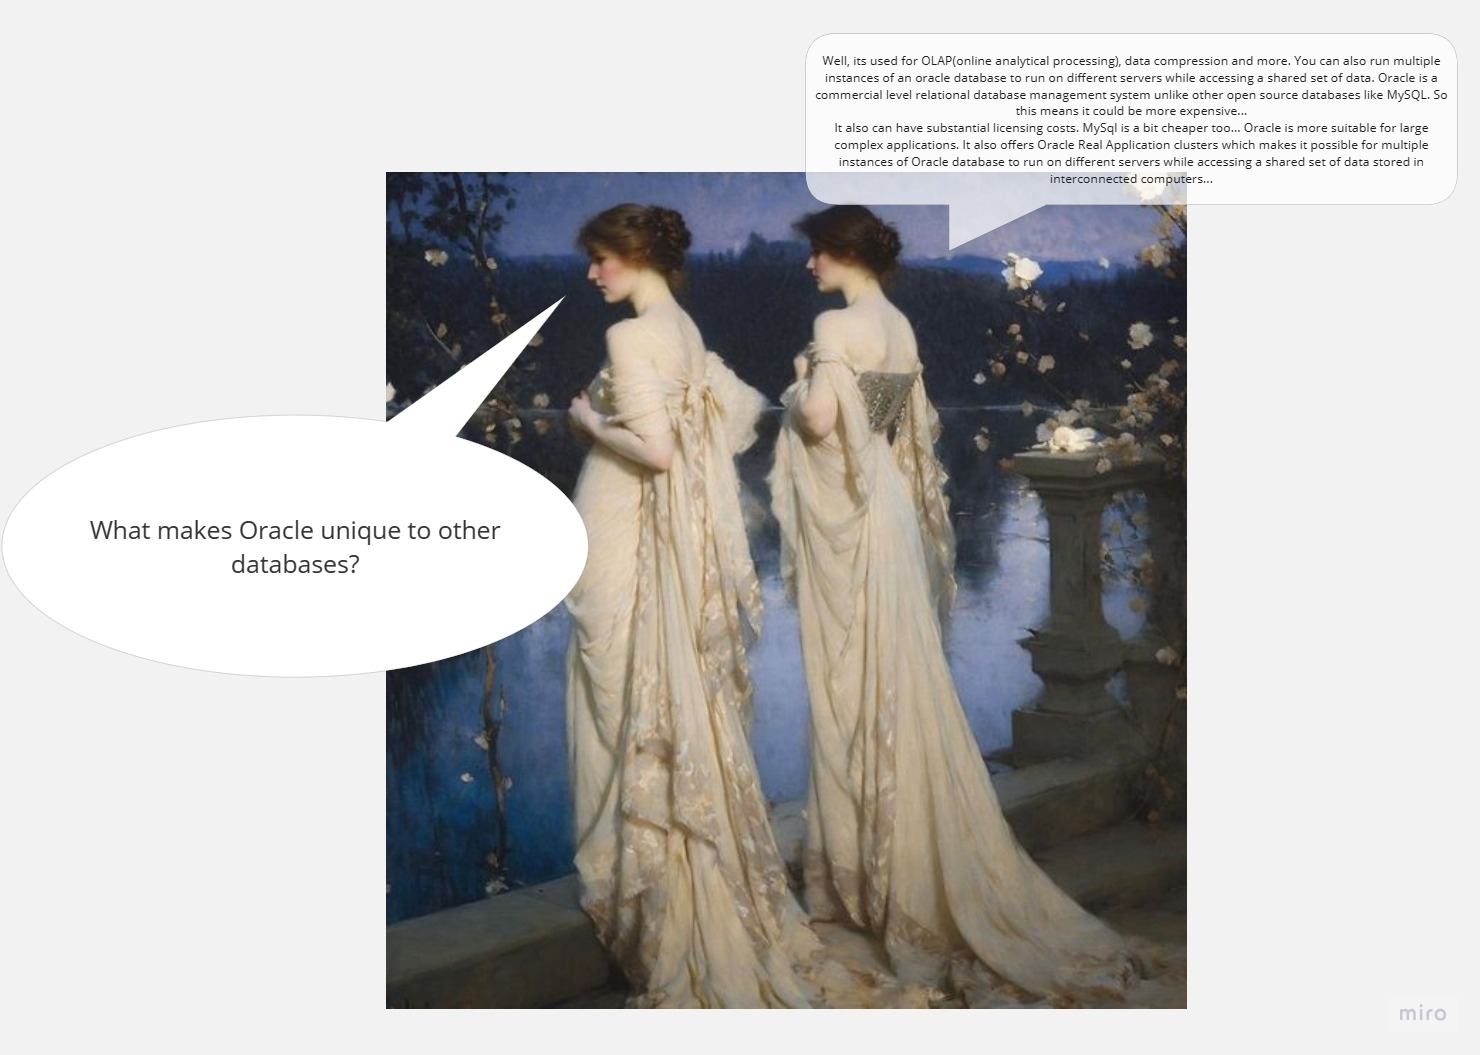 Well, its used for OLAP(online analytical processing), data compression and more. You can also run multiple
instances of an oracle database to run on different servers while accessing a shared set of data. Oracle is a
commercial level relational database management system unlike other open source databases like MySQL. So
this means it could be more expensive...
It also can have substantial licensing costs. MySql is a bit cheaper too... Oracle is more suitable for large
complex applications. It also offers Oracle Real Application clusters which makes it possible for multiple
instances of Oracle database to run on different servers while accessing a shared set of data stored in
interconnected computers...
What makes Oracle unique to other
databases?
miro